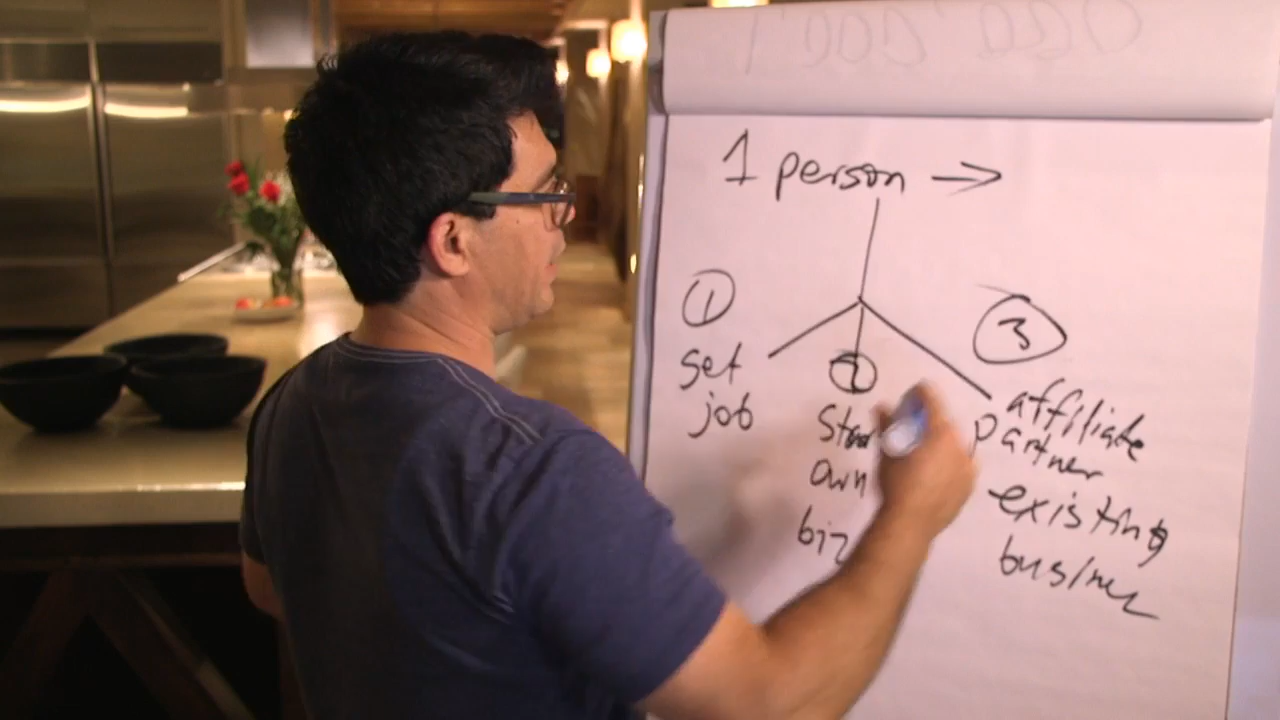 1 person →
1
get
job
2
Start
own
biz
3
affiliate
partner
existing
business